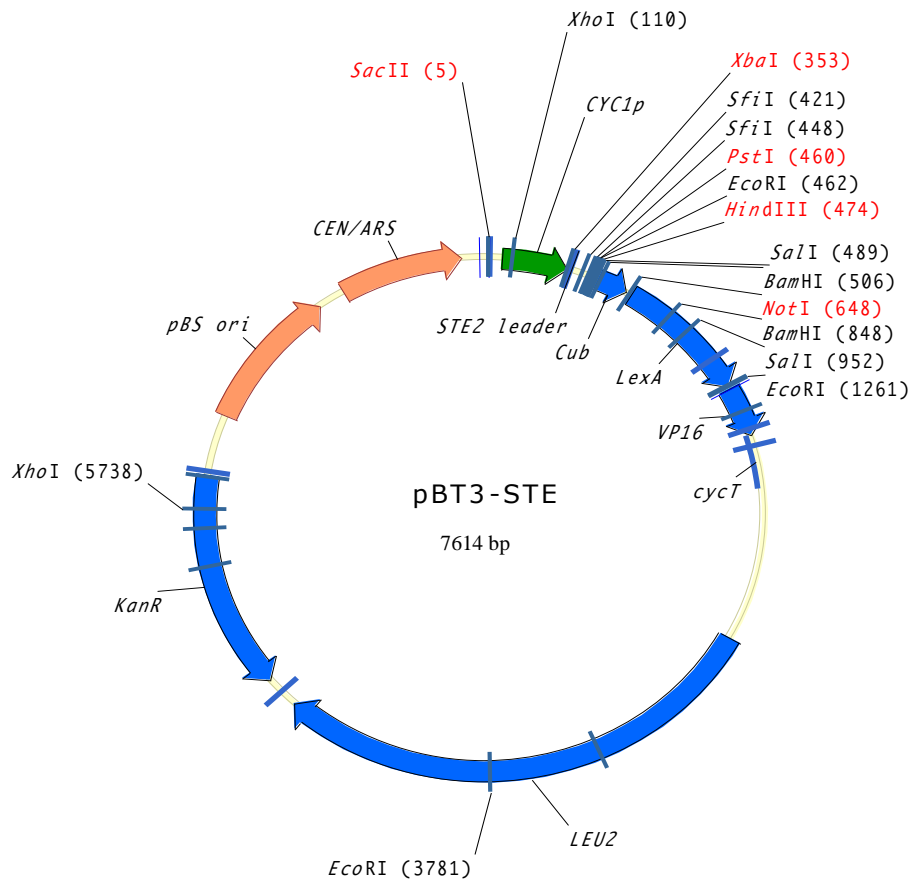 XhoI (110)
SacII (5)
XbaI (353)
CYC1p
SfiI (421)
SfiI (448)
PstI (460)
EcoRI (462)
HindIII (474)
CEN/ARS
SalI (489)
BamHI (506)
NotI (648)
BamHI (848)
SalI (952)
EcoRI (1261)
pBS ori
STE2 leader
Cub
LexA
VP16
cycT
XhoI (5738)
pBT3-STE
7614 bp
KanR
LEU2
EcoRI (3781)